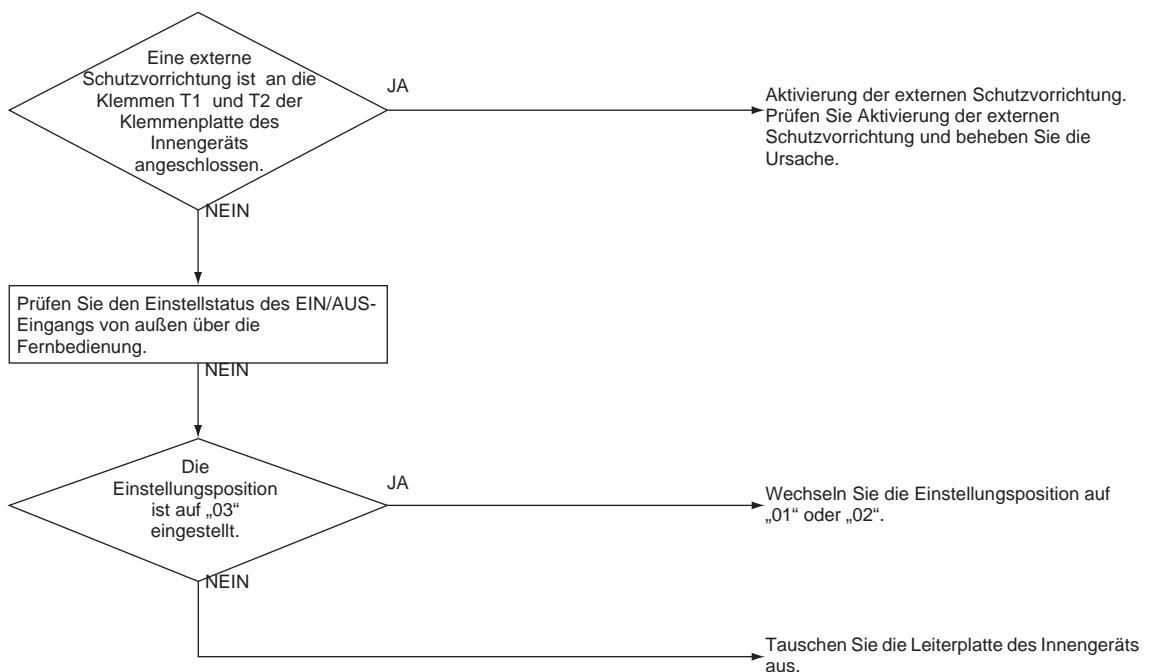 Eine externe
Schutzvorrichtung ist an die
Klemmen T1 und T2 der
Klemmenplatte des
Innengeräts
angeschlossen.
JA
Aktivierung der externen Schutzvorrichtung.
Prüfen Sie Aktivierung der externen
Schutzvorrichtung und beheben Sie die
Ursache.
NEIN
Prüfen Sie den Einstellstatus des EIN/AUS-
Eingangs von außen über die
Fernbedienung.
NEIN
Die
Einstellungsposition
ist auf „03“
eingestellt.
JA
Wechseln Sie die Einstellungsposition auf
„01“ oder „02“.
NEIN
Tauschen Sie die Leiterplatte des Innengeräts
aus.